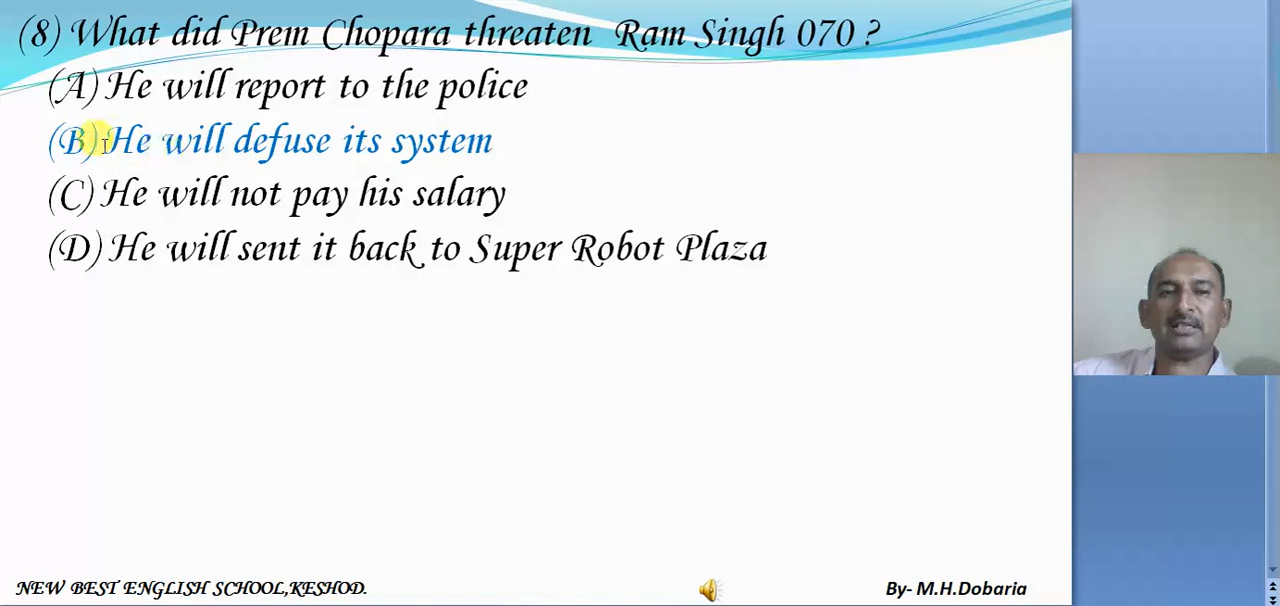 (8) What did Prem Chopara threaten Ram Singh 070 ?
(A) He will report to the police
(B) He will defuse its system
(C) He will not pay his salary
(D) He will sent it back to Super Robot Plaza
NEW BEST ENGLISH SCHOOL,KESHOD.
By- M.H.Dobaria